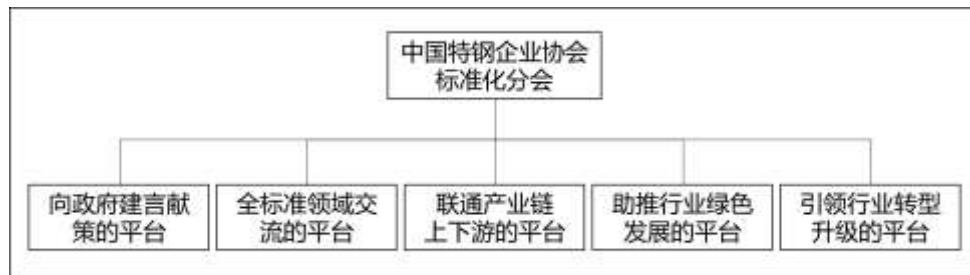 中国特钢企业协会
标准化分会
向政府建言献
策的平台
全标准领域交
流的平台
联通产业链
上下游的平台
助推行业绿色
发展的平台
引领行业转型
升级的平台